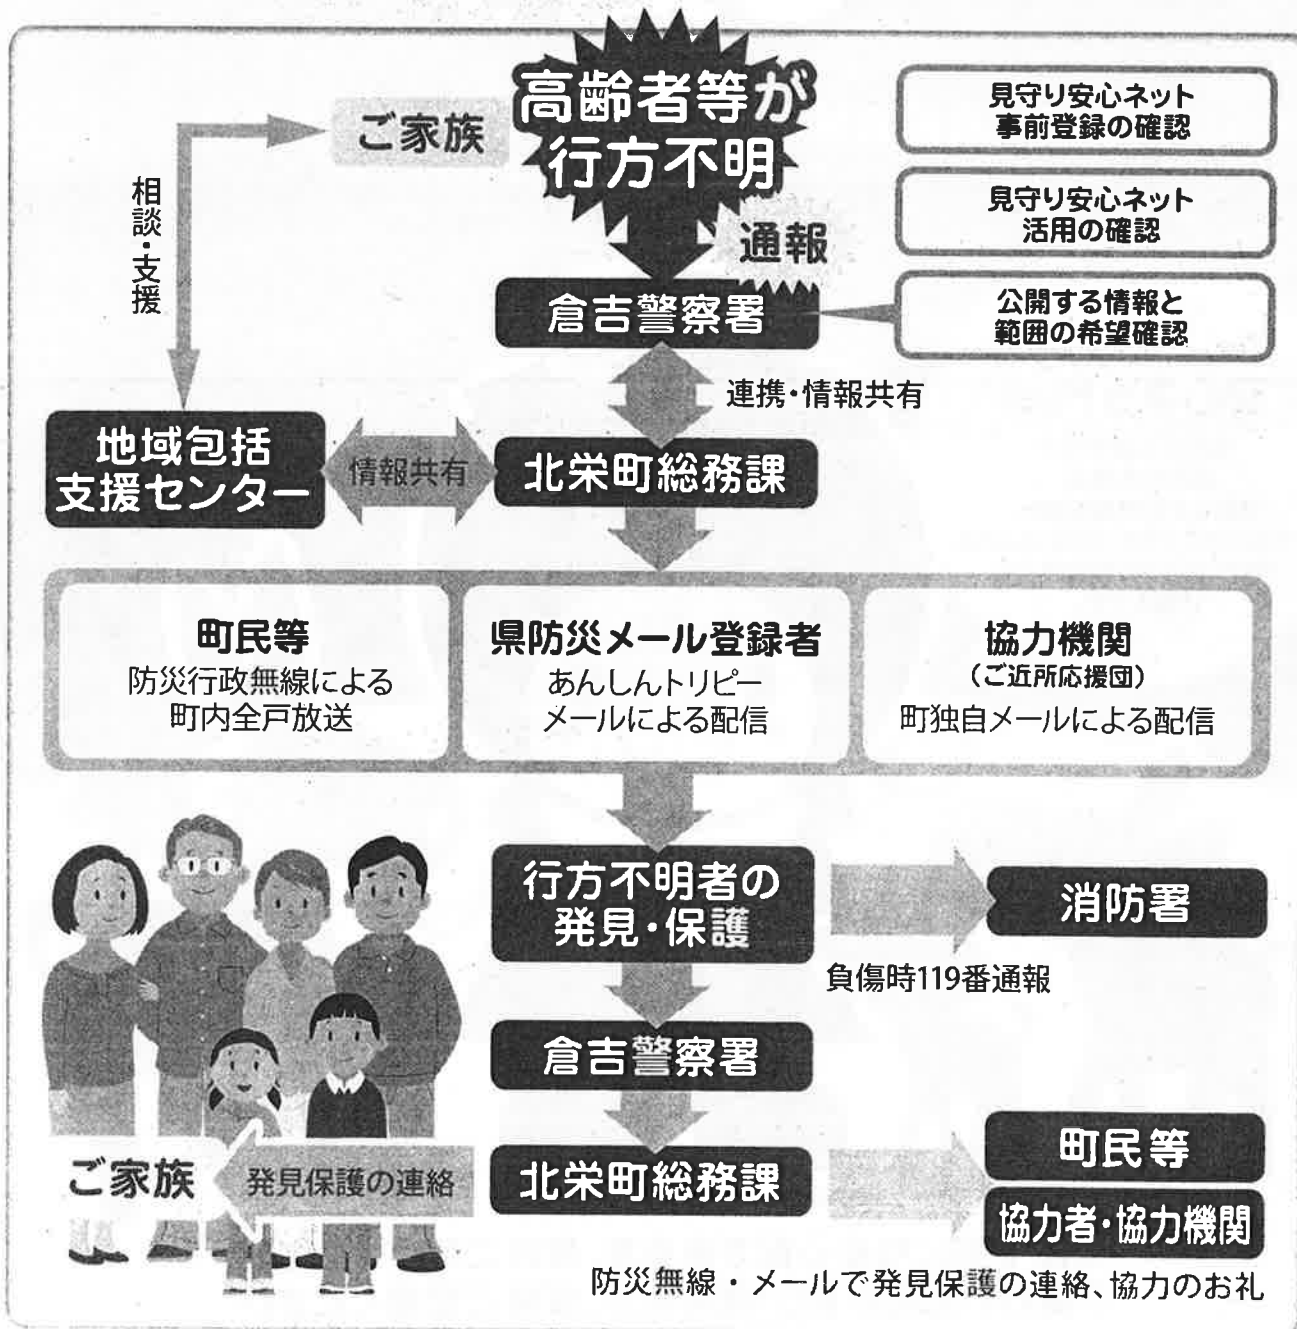 高齢者等が
行方不明
ご家族
通報
見守り安心ネット
事前登録の確認
見守り安心ネット
活用の確認
公開する情報と
範囲の希望確認
相談・支援
倉吉警察署
連携・情報共有
地域包括
支援センター
情報共有
北栄町総務課
町民等
防災行政無線による
町内全戸放送
県防災メール登録者
あんしんトリピー
メールによる配信
協力機関
(ご近所応援団)
町独自メールによる配信
行方不明者の
発見・保護
消防署
負傷時119番通報
倉吉警察署
北栄町総務課
発見保護の連絡
ご家族
町民等
協力者・協力機関
防災無線・メールで発見保護の連絡、協力のお礼